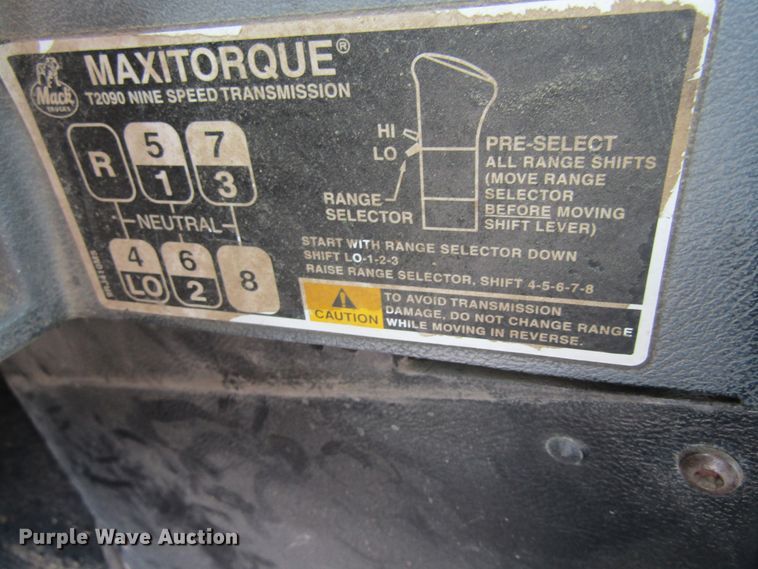 Mack
TRUCKS
MAXITORQUE®
T2090 NINE SPEED TRANSMISSION
R
5
1
7
3
NEUTRAL
4
LO
6
2
8
HI
LO
RANGE
SELECTOR
PRE-SELECT
ALL RANGE SHIFTS
(MOVE RANGE
SELECTOR
BEFORE MOVING
SHIFT LEVER)
START WITH RANGE SELECTOR DOWN
SHIFT LO-1-2-3
RAISE RANGE SELECTOR, SHIFT 4-5-6-7-8
CAUTION
TO AVOID TRANSMISSION
DAMAGE, DO NOT CHANGE RANGE
WHILE MOVING IN REVERSE.
Purple Wave Auction